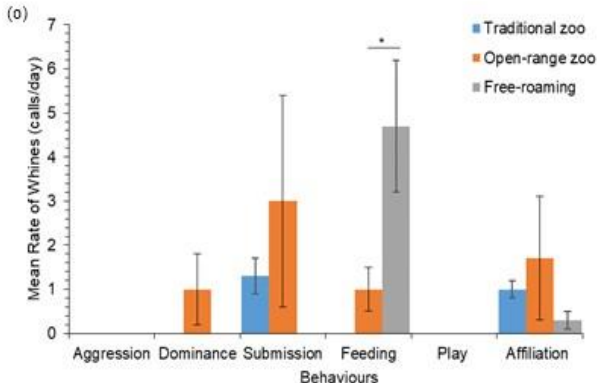 (o)
Mean Rate of Whines (calls/day)
7
6
5
4
3
2
1
0
*
Traditional zoo
Open-range zoo
Free-roaming
Aggression Dominance Submission Feeding Play Affiliation
Behaviours